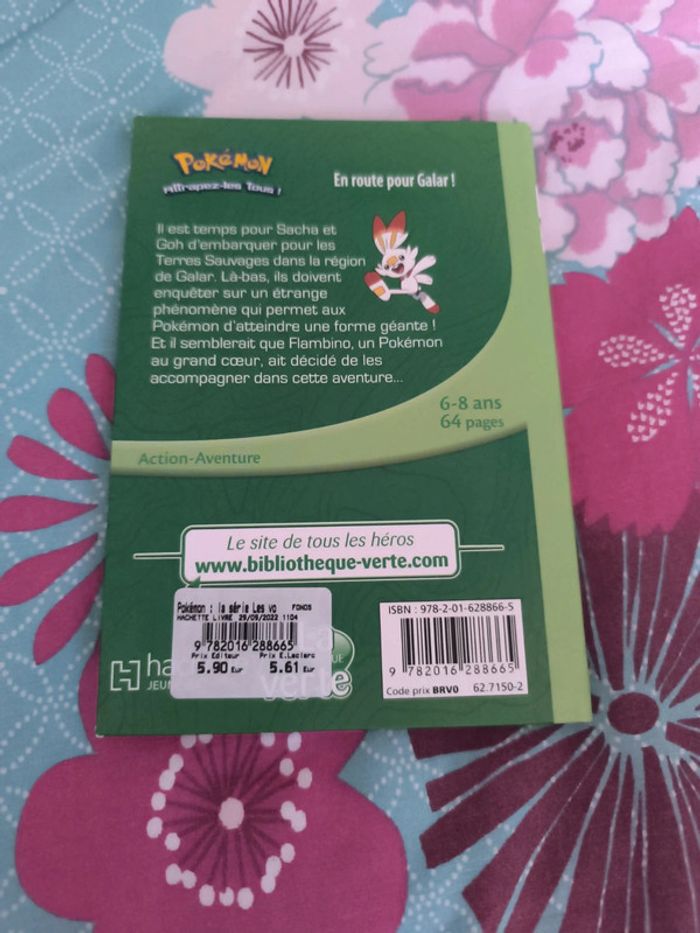 POKéMON
En route pour Galar !
Attrapez-les Tous !
Il est temps pour Sacha et
Goh d'embarquer pour les
Terres Sauvages dans la région
de Galar. Là-bas, ils doivent
enquêter sur un étrange
phénomène qui permet aux
Pokémon d'atteindre une forme géante !
Et il semblerait que Flambino, un Pokémon
au grand cœur, ait décidé de les
accompagner dans cette aventure...
6-8 ans
64 pages
Action-Aventure
Le site de tous les héros
www.bibliotheque-verte.com
Pokémon : la série Les vo FONDS
HACHETTE LIVRE 29/09/2022 1104
9 782016 288665
Prix Editeur Prix E.Leclerc
5.90 Eur 5.61 Eur
verte
ISBN : 978-2-01-628866-5
9 782016 288665
Code prix BRV0 62.7150-2